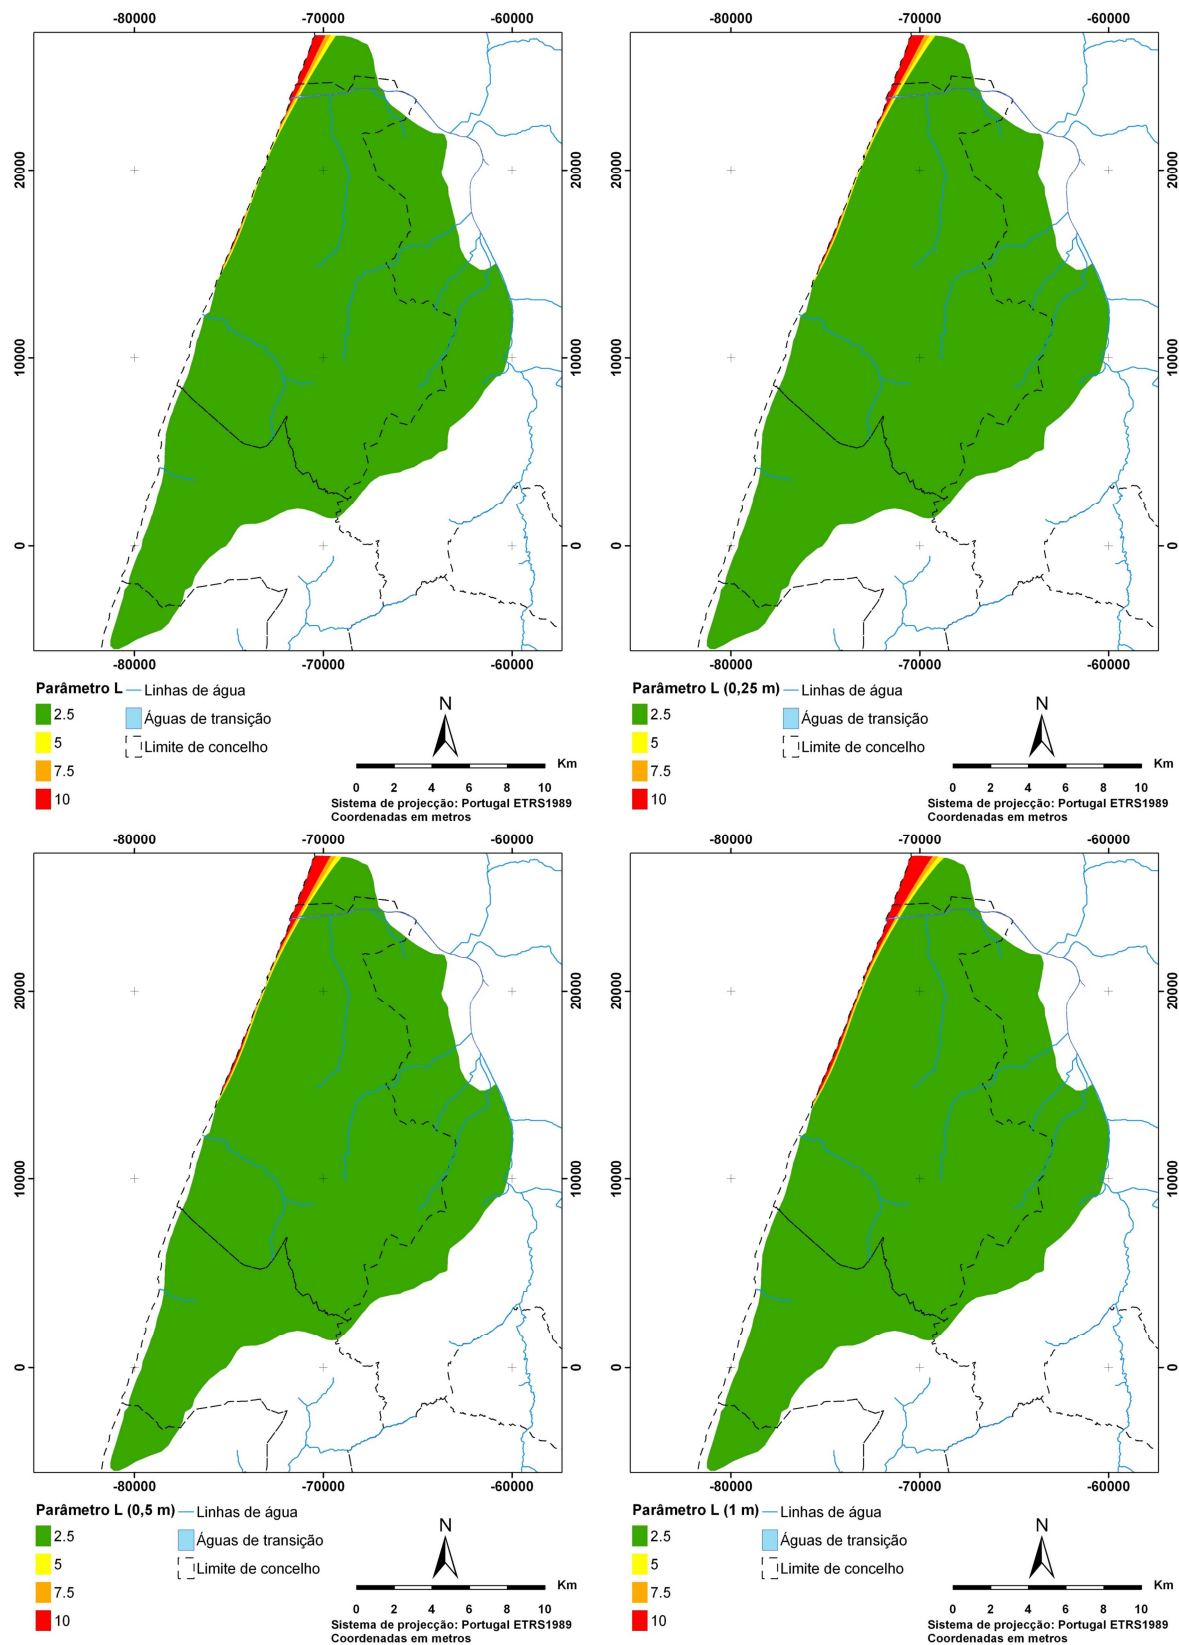 -80000 -70000 -60000
-80000 -70000 -60000
20000 20000
20000 20000
10000 10000
10000 10000
0 0
0 0
-80000 -70000 -60000
-80000 -70000 -60000
Parâmetro L
Linhas de água
2.5
Águas de transição
5
Limite de concelho
7.5
10
N
Km
0 2 4 6 8 10
Sistema de projecção: Portugal ETRS1989
Coordenadas em metros
Parâmetro L (0,25 m)
Linhas de água
2.5
Águas de transição
5
Limite de concelho
7.5
10
N
Km
0 2 4 6 8 10
Sistema de projecção: Portugal ETRS1989
Coordenadas em metros
-80000 -70000 -60000
-80000 -70000 -60000
20000 20000
20000 20000
10000 10000
10000 10000
0 0
0 0
-80000 -70000 -60000
-80000 -70000 -60000
Parâmetro L (0,5 m)
Linhas de água
2.5
Águas de transição
5
Limite de concelho
7.5
10
N
Km
0 2 4 6 8 10
Sistema de projecção: Portugal ETRS1989
Coordenadas em metros
Parâmetro L (1 m)
Linhas de água
2.5
Águas de transição
5
Limite de concelho
7.5
10
N
Km
0 2 4 6 8 10
Sistema de projecção: Portugal ETRS1989
Coordenadas em metros